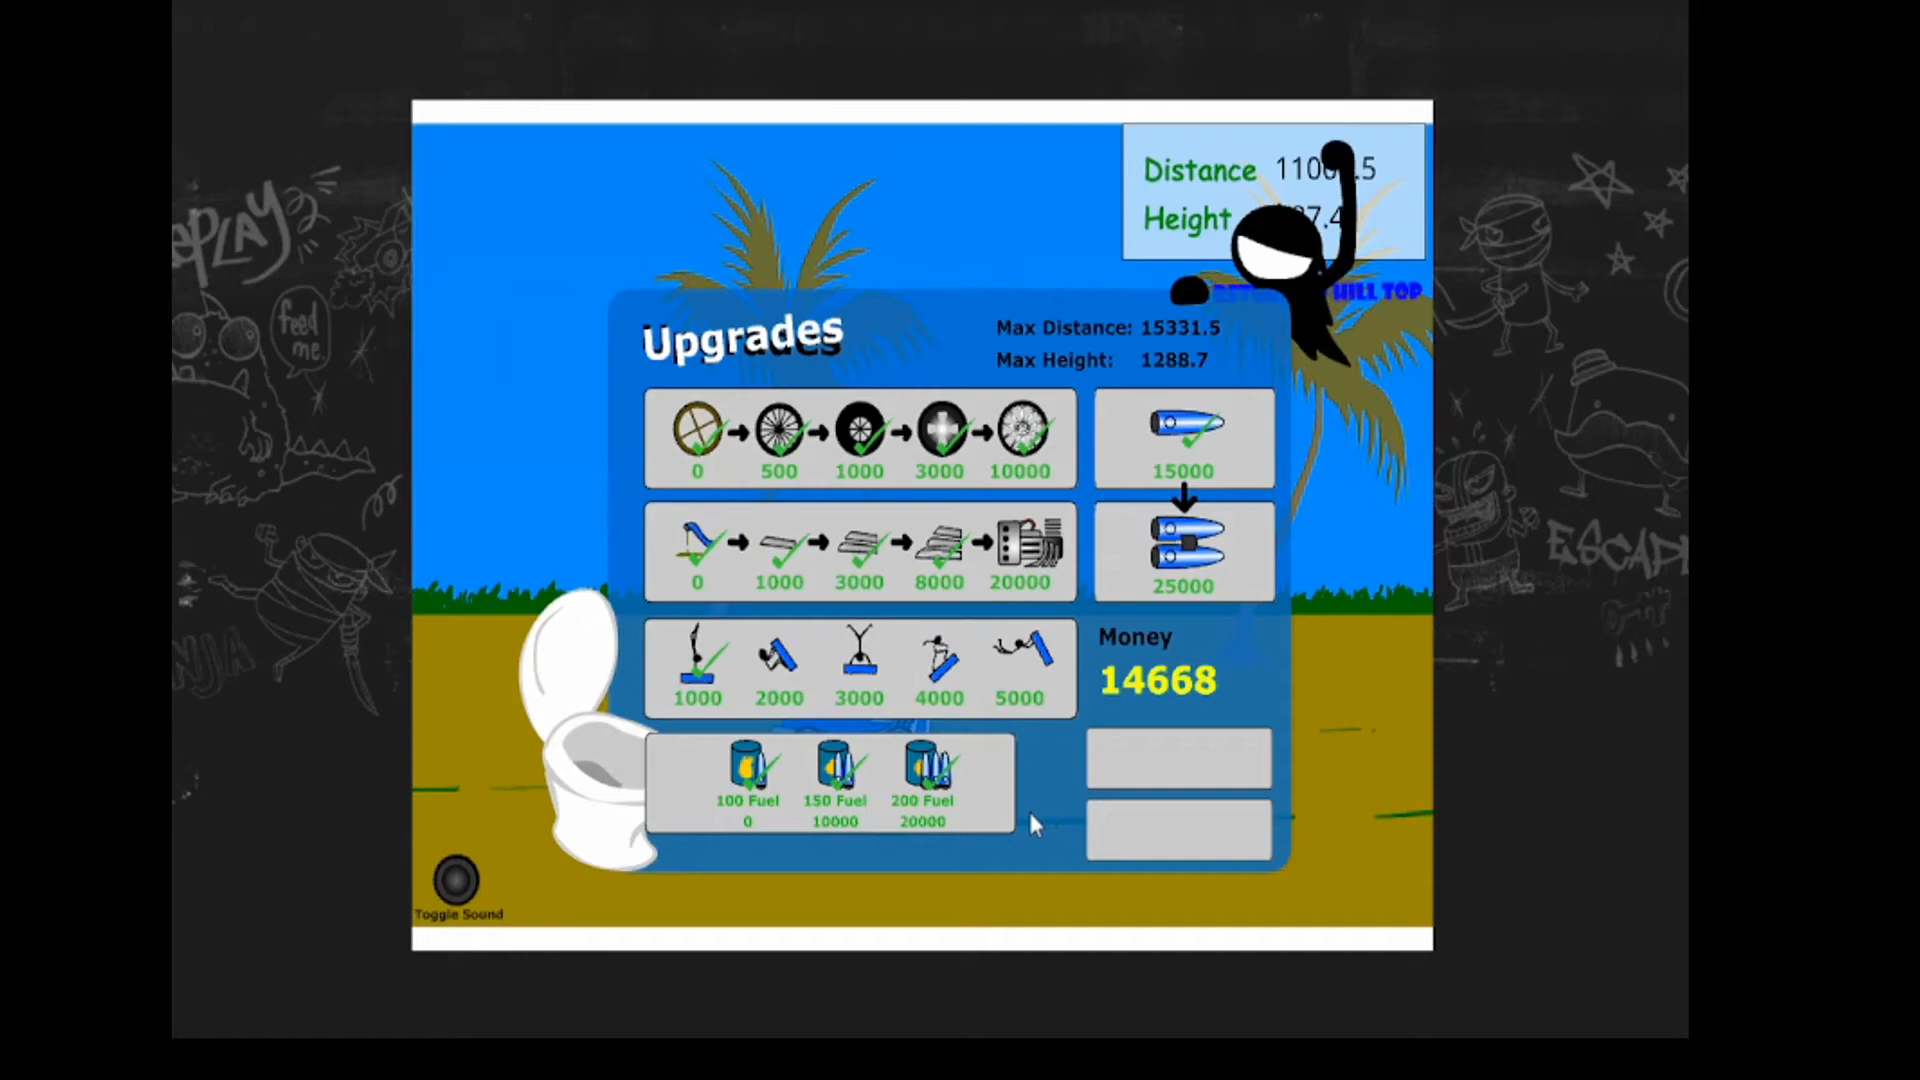 Distance
Height
HILL TOP
Upgrades
Max Distance: 15331.5
Max Height: 1288.7
0 500 1000 3000 10000
15000
0 1000 3000 8000 20000
25000
1000 2000 3000 4000 5000
Money
14668
100 Fuel 150 Fuel 200 Fuel
0 10000 20000
Toggle Sound
feed
me.